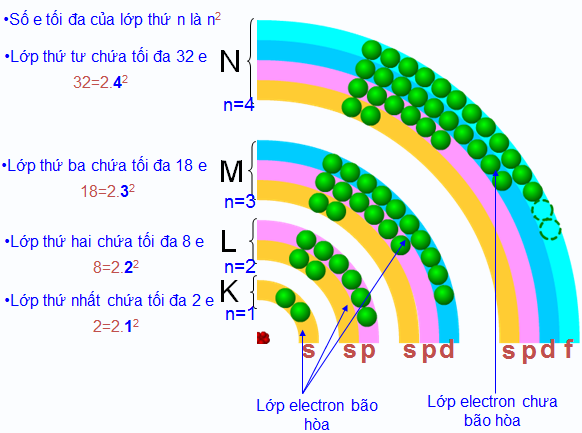 •Số e tối đa của lớp thứ n là n²
•Lớp thứ tư chứa tối đa 32 e
32=2.4²
N
n=4
•Lớp thứ ba chứa tối đa 18 e
18=2.3²
M
n=3
•Lớp thứ hai chứa tối đa 8 e
8=2.2²
L
n=2
•Lớp thứ nhất chứa tối đa 2 e
2=2.1²
K
n=1
s s p s p d s p d f
Lớp electron bão
hòa
Lớp electron chưa
bão hòa